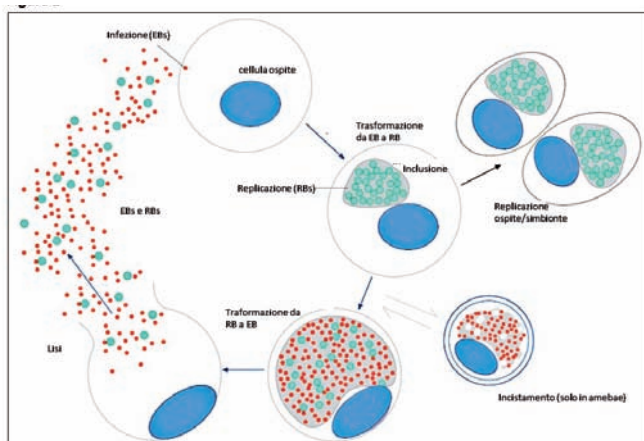 Infezione (EBs)
cellula ospite
Trasformazione
da EB a RB
inclusione
Replicazione (RBs)
EBs e RBs
Replicazione
ospite/simbionte
Traformazione da
RB a EB
Lisi
Incistamento (solo in amebae)